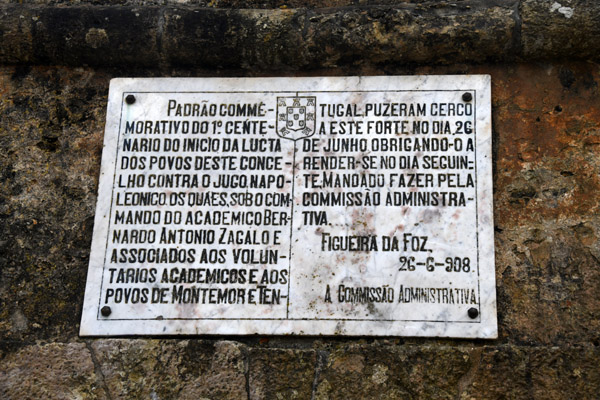 PADRÃO COMMÉ-
MORATIVO DO 1º CENTE-
NARIO DO INICIO DA LUCTA
DOS POVOS DESTE CONCE-
LHO CONTRA O JUGO NAPO-
LEONICO, OS QUAES, SOB O COM-
MANDO DO ACADEMICO BER-
NARDO ANTONIO ZAGÁLO E
ASSOCIADOS AOS VOLUN-
TARIOS ACADEMICOS E AOS
POVOS DE MONTEMOR E TEN-
TUGAL, PUZERAM CERCO
A ESTE FORTE NO DIA, 26
DE JUNHO OBRIGANDO-O A
RENDER-SE NO DIA SEGUIN-
TE, MANDADO FAZER PELA
COMMISSÃO ADMINISTRA-
TIVA.
FIGUEIRA DA FOZ,
26-6-908.
A COMMISSÃO ADMINISTRATIVA.